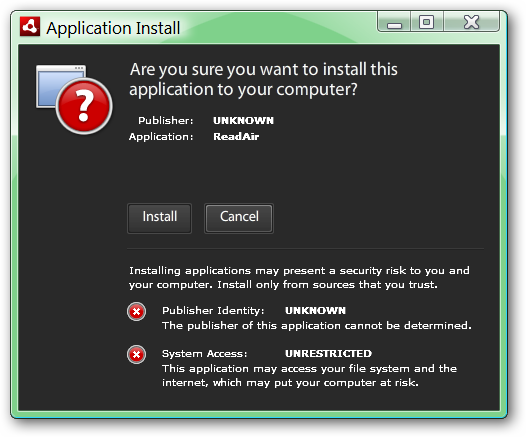 Application Install
Are you sure you want to install this
application to your computer?
Publisher: UNKNOWN
Application: ReadAir
Install Cancel
Installing applications may present a security risk to you and
your computer. Install only from sources that you trust.
Publisher Identity: UNKNOWN
The publisher of this application cannot be determined.
System Access: UNRESTRICTED
This application may access your file system and the
internet, which may put your computer at risk.